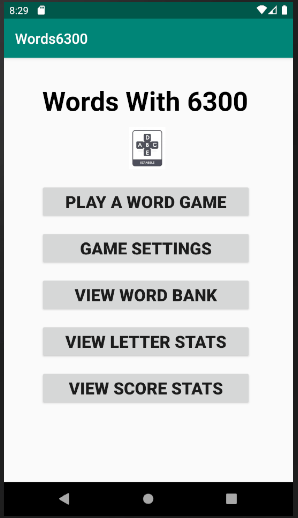 8:29
Words6300
Words With 6300
D
A B C
E
PLAY A WORD GAME
GAME SETTINGS
VIEW WORD BANK
VIEW LETTER STATS
VIEW SCORE STATS